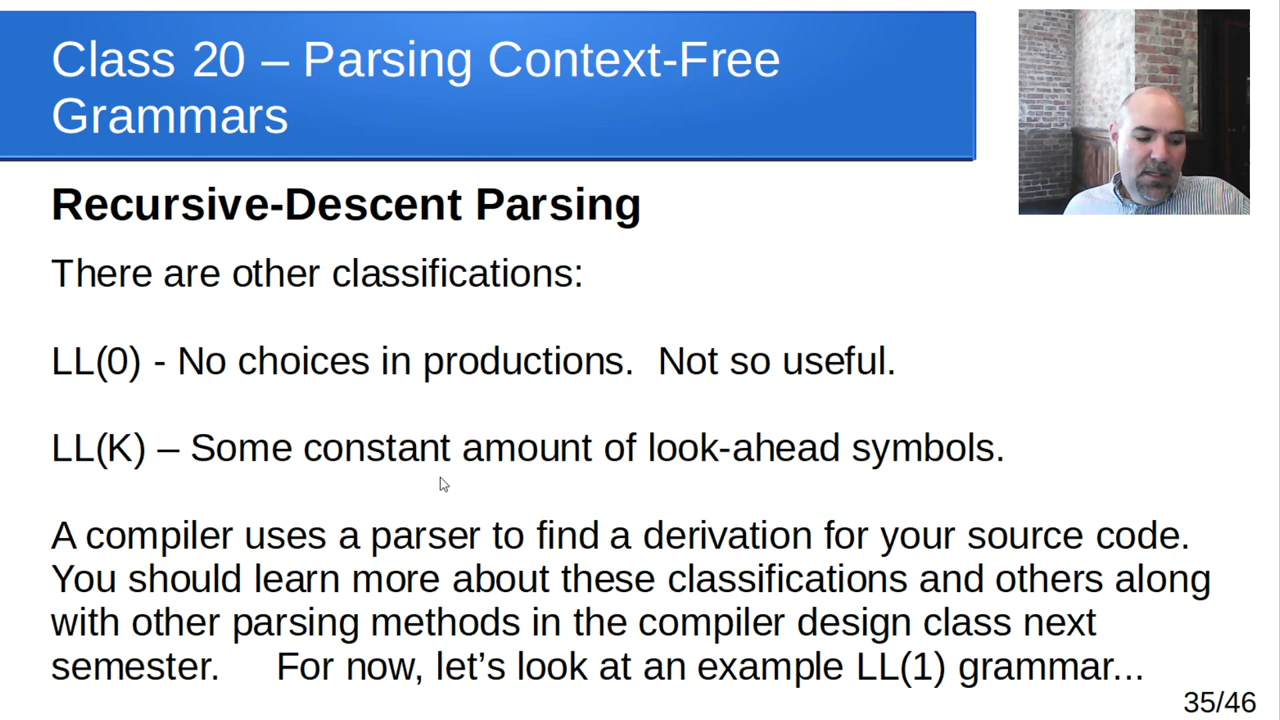 Class 20 – Parsing Context-Free
Grammars
Recursive-Descent Parsing
There are other classifications:
LL(0) - No choices in productions.  Not so useful.
LL(K) – Some constant amount of look-ahead symbols.
A compiler uses a parser to find a derivation for your source code.
You should learn more about these classifications and others along
with other parsing methods in the compiler design class next
semester.     For now, let’s look at an example LL(1) grammar...
35/46